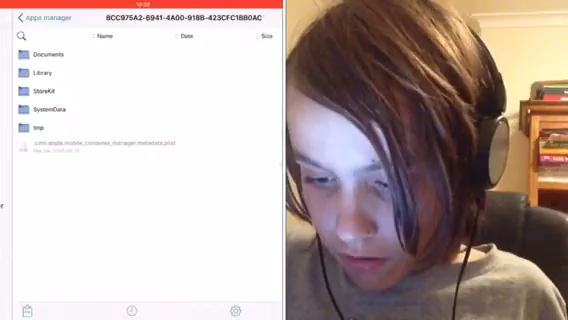 Apps manager
8CC975A2-6941-4A00-918B-423CFC1BB0AC
Name
Date
Size
Documents
Library
StoreKit
SystemData
tmp
.com.apple.mobile_container_manager.metadata.plist